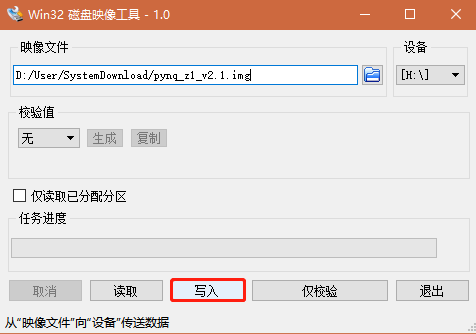 Win32 磁盘映像工具 - 1.0
映像文件
设备
D:/User/SystemDownload/pynq_z1_v2.1.img
[H:\]
校验值
无
生成
复制
仅读取已分配分区
任务进度
取消
读取
写入
仅校验
退出
从“映像文件”向“设备”传送数据